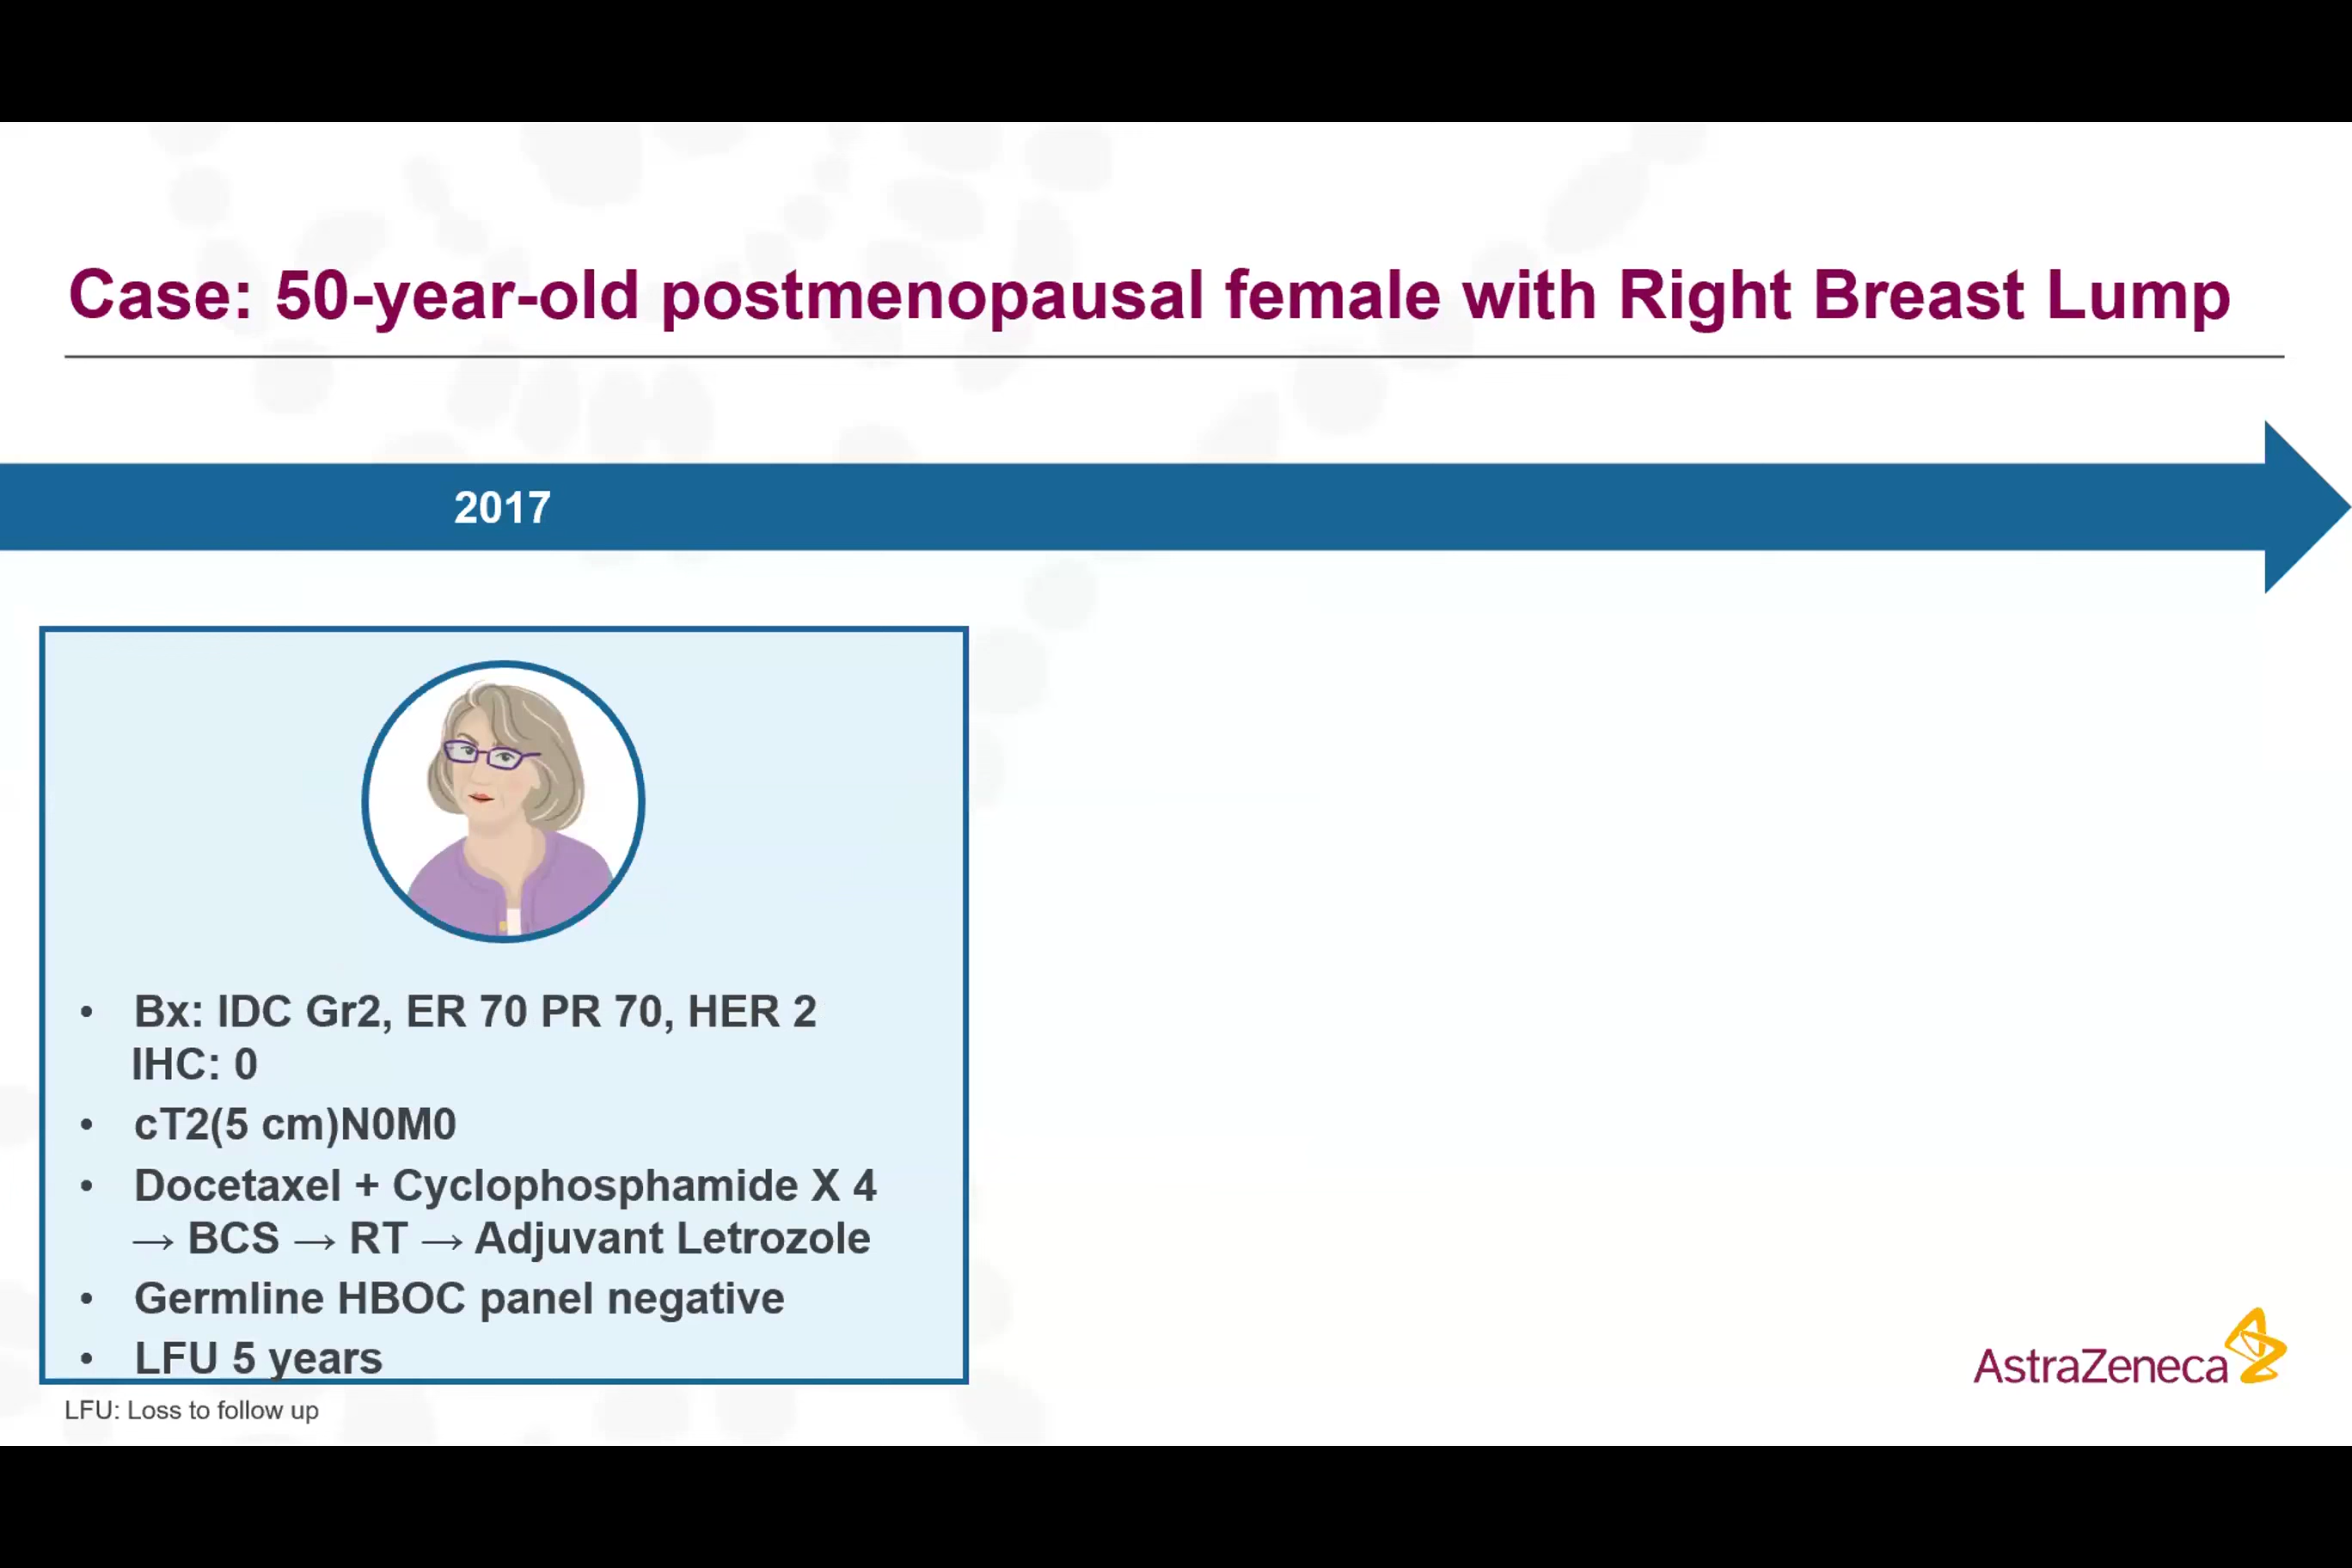 Case: 50-year-old postmenopausal female with Right Breast Lump
2017
• Bx: IDC Gr2, ER 70 PR 70, HER 2
IHC: 0
• cT2(5 cm)N0M0
• Docetaxel + Cyclophosphamide X 4
→ BCS → RT → Adjuvant Letrozole
• Germline HBOC panel negative
• LFU 5 years
LFU: Loss to follow up
AstraZeneca